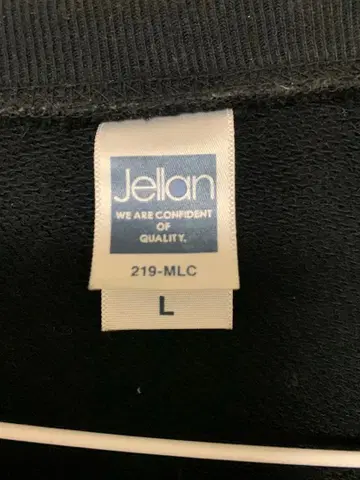 Jellan
WE ARE CONFIDENT
OF
QUALITY.
219-MLC
L